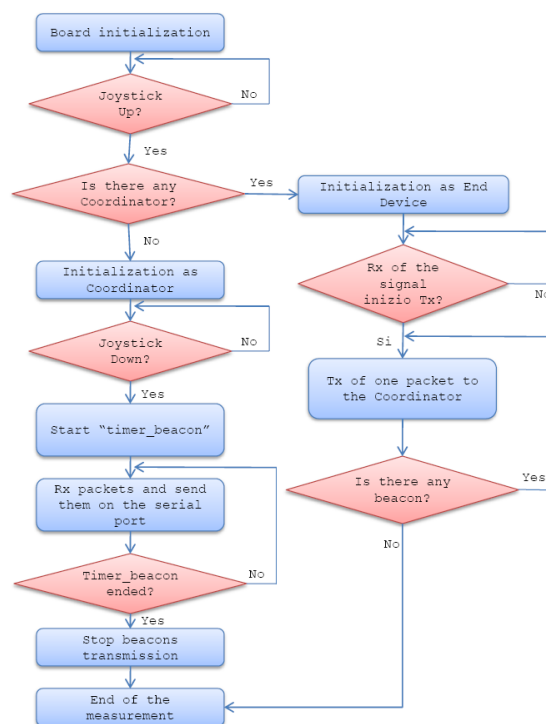 Board initialization
Joystick
Up?
No
Yes
Is there any
Coordinator?
Yes
Initialization as End
Device
No
Initialization as
Coordinator
Rx of the
signal
inizio Tx?
No
Joystick
Down?
No
Si
Yes
Tx of one packet to
the Coordinator
Start “timer_beacon”
Rx packets and send
them on the serial
port
Is there any
beacon?
Yes
No
Timer_beacon
ended?
No
Yes
Stop beacons
transmission
End of the
measurement